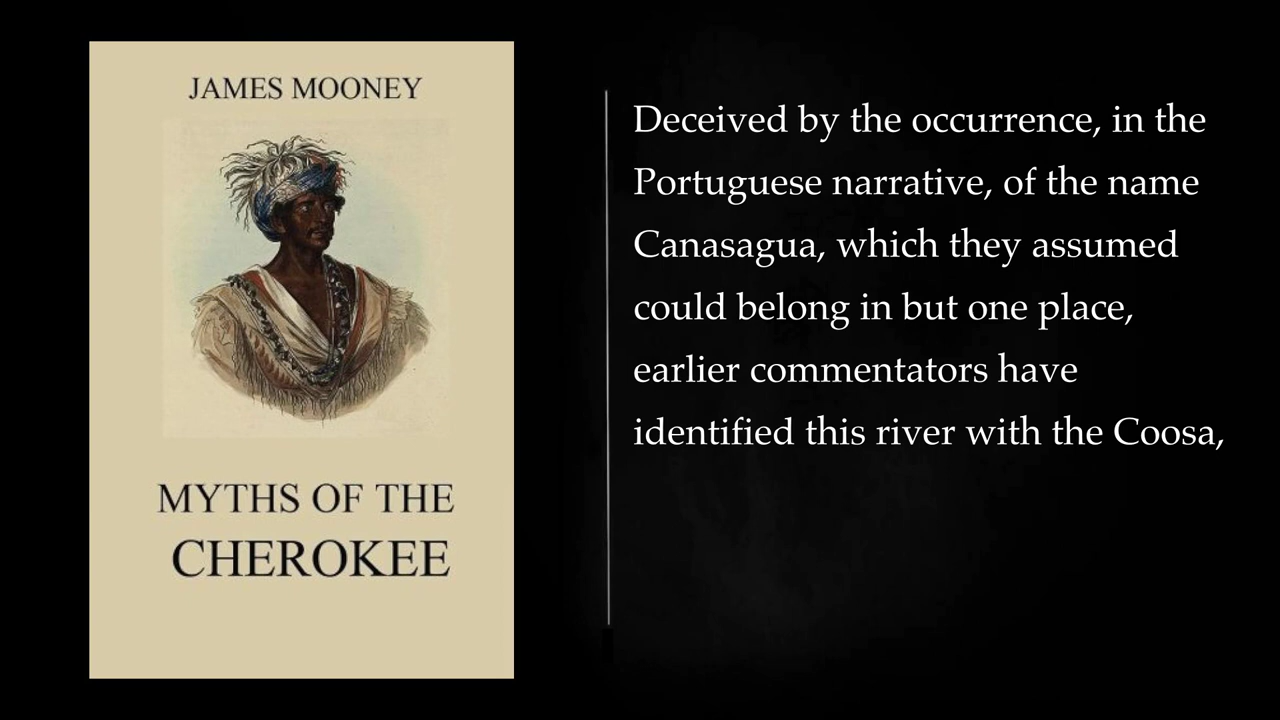 JAMES MOONEY
MYTHS OF THE
CHEROKEE
Deceived by the occurrence, in the
Portuguese narrative, of the name
Canasagua, which they assumed
could belong in but one place,
earlier commentators have
identified this river with the Coosa,